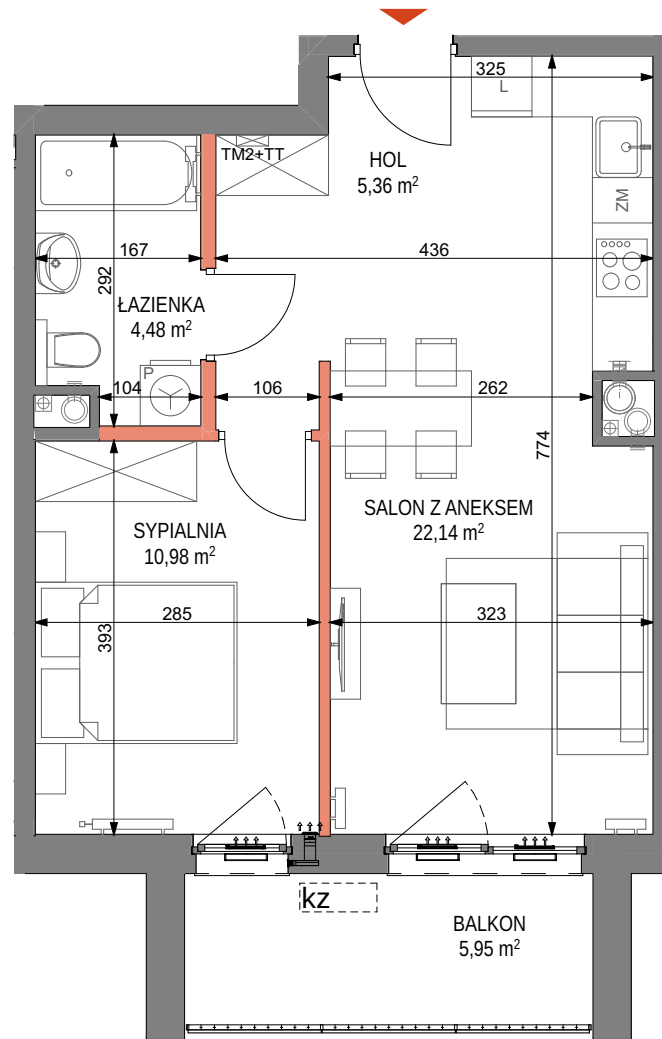 325
L
TM2+TT
HOL
5,36 m²
ZM
167
436
292
ŁAZIENKA
4,48 m²
P
104
106
262
774
SYPIALNIA
10,98 m²
SALON Z ANEKSEM
22,14 m²
285
323
393
kz
BALKON
5,95 m²